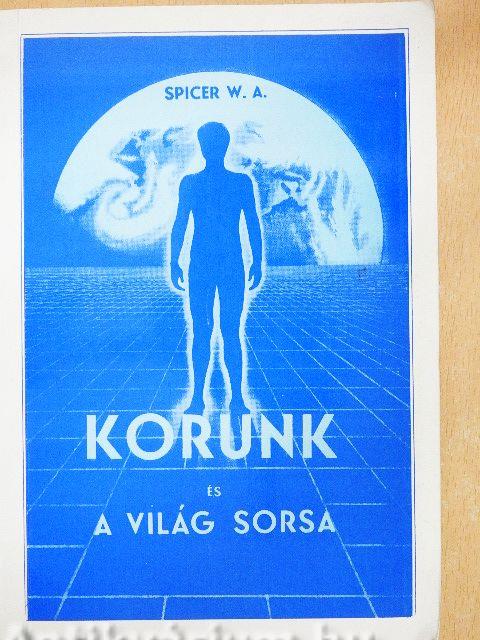 SPICER W. A.
KORUNK
ÉS
A VILÁG SORSA